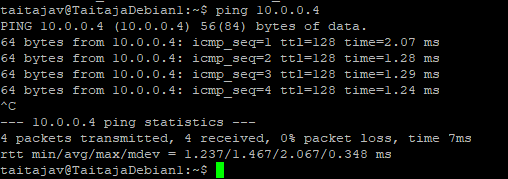 taitajav@TaitajaDebian1:~$ ping 10.0.0.4
PING 10.0.0.4 (10.0.0.4) 56(84) bytes of data.
64 bytes from 10.0.0.4: icmp_seq=1 ttl=128 time=2.07 ms
64 bytes from 10.0.0.4: icmp_seq=2 ttl=128 time=1.28 ms
64 bytes from 10.0.0.4: icmp_seq=3 ttl=128 time=1.29 ms
64 bytes from 10.0.0.4: icmp_seq=4 ttl=128 time=1.24 ms
^C
--- 10.0.0.4 ping statistics ---
4 packets transmitted, 4 received, 0% packet loss, time 7ms
rtt min/avg/max/mdev = 1.237/1.467/2.067/0.348 ms
taitajav@TaitajaDebian1:~$